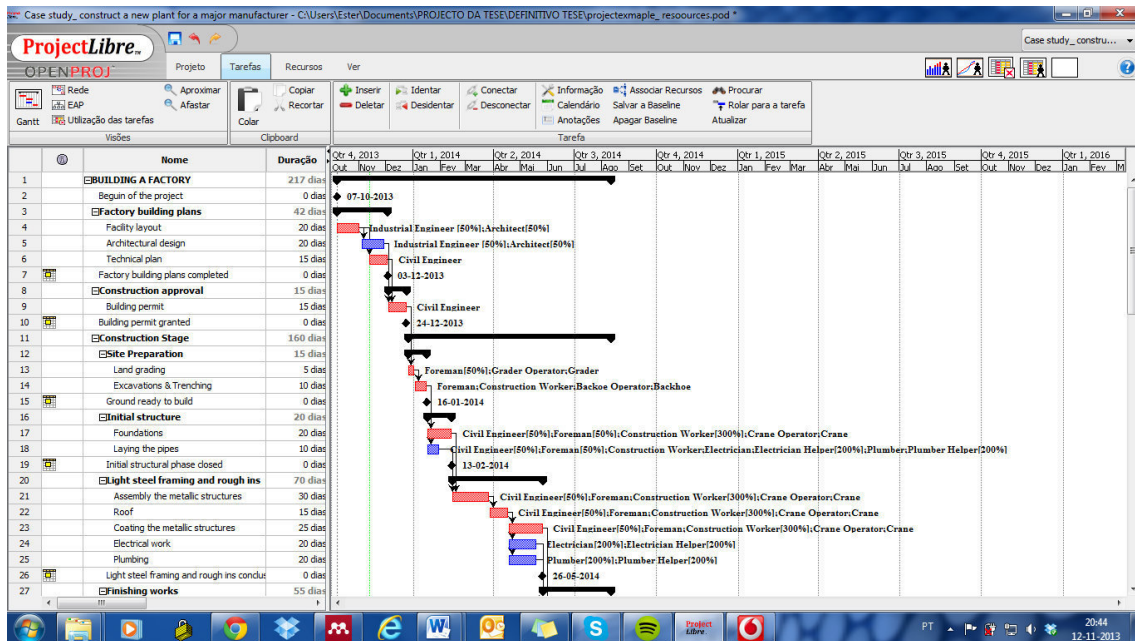 Case study_ construct a new plant for a major manufacturer - C:\Users\Ester\Documents\PROJECTO DA TESE\DEFINITIVO TESE\projectexmaple_ resoources.pod *
ProjectLibre
OPENPROJ
Case study_ constru...
Projeto Tarefas Recursos Ver
Rede Aproximar Copiar Inserir Identar Conectar Informação Associar Recursos Procurar
EAP Afastar Recortar Deletar Desidentar Desconectar Calendário Salvar a Baseline Rolar para a tarefa
Gantt Utilização das tarefas Colar Anotações Apagar Baseline Atualizar
Visões Clipboard Tarefa
Nome Duração
Qtr 4, 2013 Qtr 1, 2014 Qtr 2, 2014 Qtr 3, 2014 Qtr 4, 2014 Qtr 1, 2015 Qtr 2, 2015 Qtr 3, 2015 Qtr 4, 2015 Qtr 1, 2016
Out Nov Dez Jan Fev Mar Abr Mai Jun Jul Ago Set Out Nov Dez Jan Fev Mar Abr Mai Jun Jul Ago Set Out Nov Dez Jan Fev M
1 BUILDING A FACTORY 217 dias
2 Beguin of the project 0 dias 07-10-2013
3 Factory building plans 42 dias
4 Facility layout 20 dias Industrial Engineer [50%];Architect[50%]
5 Architectural design 20 dias Industrial Engineer [50%];Architect[50%]
6 Technical plan 15 dias Civil Engineer
7 Factory building plans completed 0 dias 03-12-2013
8 Construction approval 15 dias
9 Building permit 15 dias Civil Engineer
10 Building permit granted 0 dias 24-12-2013
11 Construction Stage 160 dias
12 Site Preparation 15 dias
13 Land grading 5 dias Foreman[50%];Grader Operator;Grader
14 Excavations & Trenching 10 dias Foreman;Construction Worker;Backoe Operator;Backhoe
15 Ground ready to build 0 dias 16-01-2014
16 Initial structure 20 dias
17 Foundations 20 dias Civil Engineer[50%];Foreman[50%];Construction Worker[300%];Crane Operator;Crane
18 Laying the pipes 10 dias Civil Engineer[50%];Foreman[50%];Construction Worker;Electrician;Electrician Helper[200%];Plumber;Plumber Helper[200%]
19 Initial structural phase closed 0 dias 13-02-2014
20 Light steel framing and rough ins 70 dias
21 Assembly the metallic structures 30 dias Civil Engineer[50%];Foreman;Construction Worker[300%];Crane Operator;Crane
22 Roof 15 dias Civil Engineer[50%];Foreman;Construction Worker[300%];Crane Operator;Crane
23 Coating the metallic structures 25 dias Civil Engineer[50%];Foreman;Construction Worker[300%];Crane Operator;Crane
24 Electrical work 20 dias Electrician[200%];Electrician Helper[200%]
25 Plumbing 20 dias Plumber[200%];Plumber Helper[200%]
26 Light steel framing and rough ins condus 0 dias 26-05-2014
27 Finishing works 55 dias
Project Libre
PT 20:44
12-11-2013